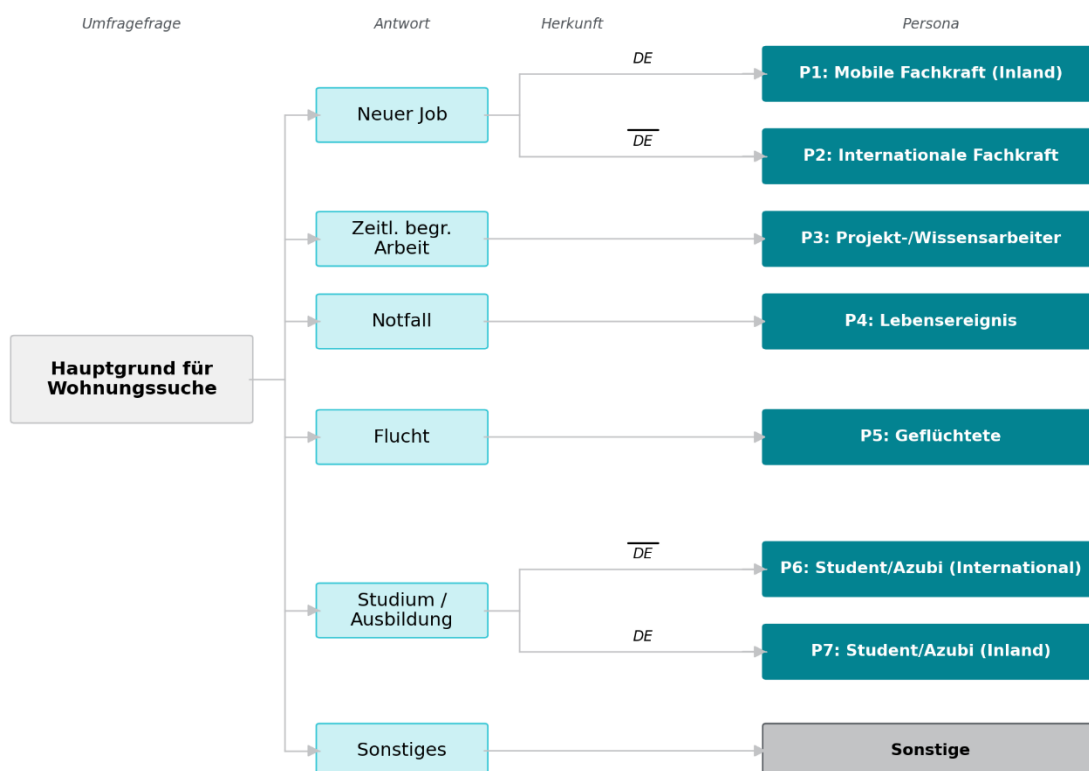 Umfragefrage
Antwort
Herkunft
Persona
DE
P1: Mobile Fachkraft (Inland)
Neuer Job
DE
P2: Internationale Fachkraft
Zeitl. begr.
Arbeit
P3: Projekt-/Wissensarbeiter
Notfall
P4: Lebensereignis
Hauptgrund für
Wohnungssuche
Flucht
P5: Geflüchtete
DE
P6: Student/Azubi (International)
Studium /
Ausbildung
DE
P7: Student/Azubi (Inland)
Sonstiges
Sonstige